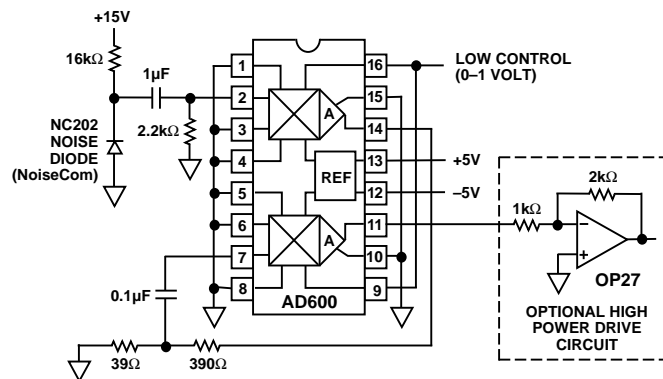 +15V
16kΩ
1µF
NC202
NOISE
DIODE
(NoiseCom)
2.2kΩ
1
2
3
4
5
6
7
8
16
15
14
13
12
11
10
9
A
REF
A
AD600
LOW CONTROL
(0–1 VOLT)
+5V
–5V
0.1µF
39Ω
390Ω
1kΩ
2kΩ
–
+
OP27
OPTIONAL HIGH
POWER DRIVE
CIRCUIT